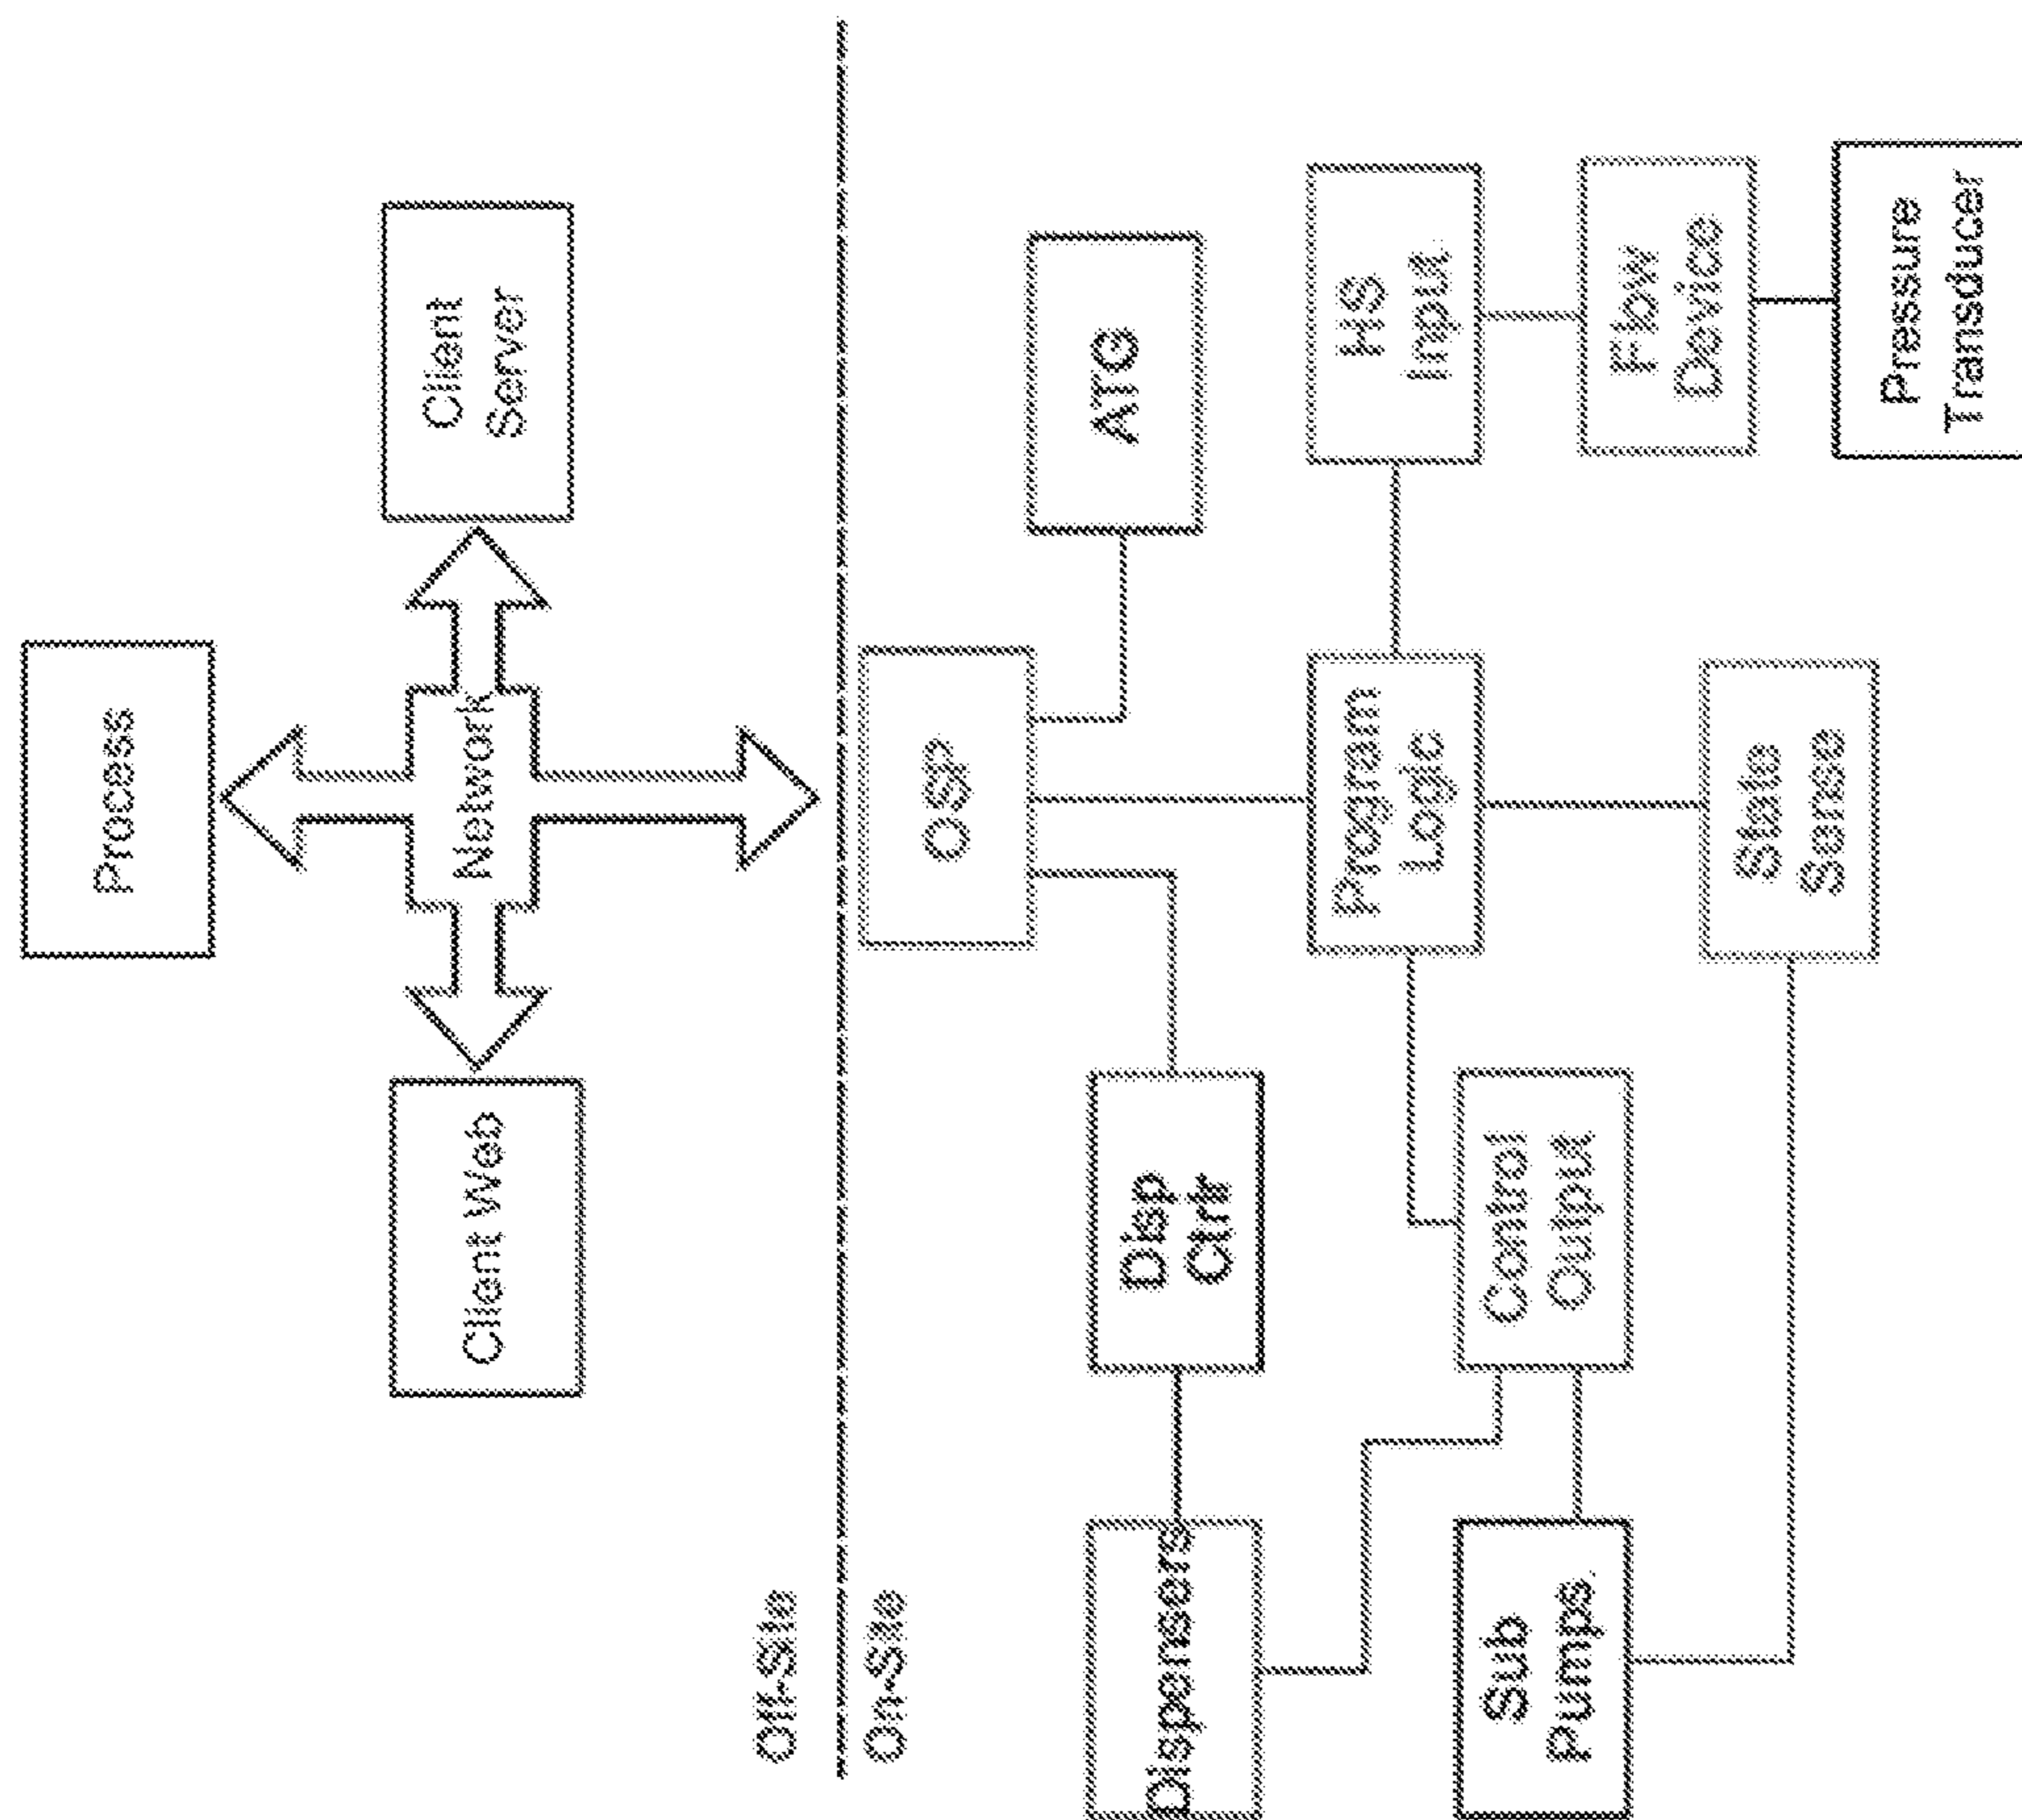 Process
Client Web
Network
Client
Server
Off-Site
On-Site
OSP
Dispensers
Disp
Ctrlr
ATG
Program
Logic
HS
Input
Sub
Pumps
Control
Output
Flow
Device
State
Sense
Pressure
Transducer